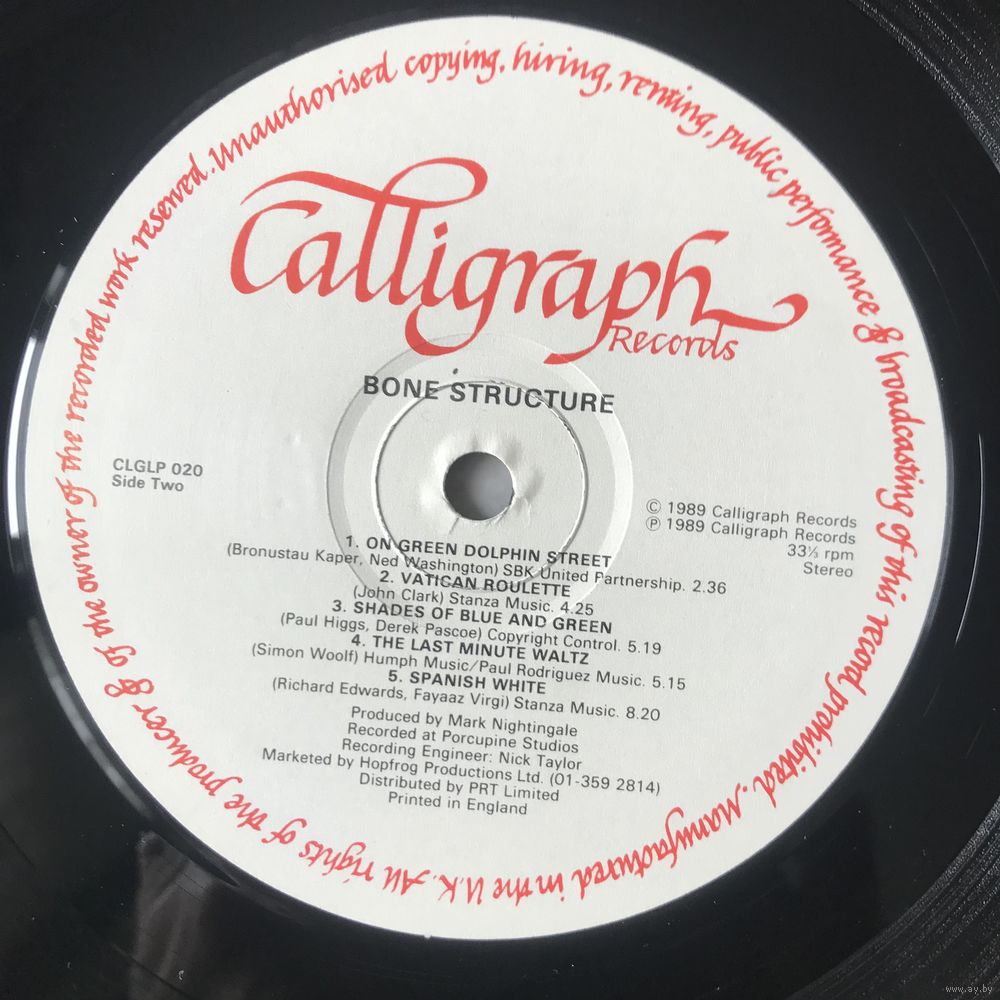 Calligraph
Records
BONE STRUCTURE
CLGLP 020
Side Two
© 1989 Calligraph Records
℗ 1989 Calligraph Records
33⅓ rpm
Stereo
1. ON GREEN DOLPHIN STREET
(Bronustau Kaper, Ned Washington) SBK United Partnership. 2.36
2. VATICAN ROULETTE
(John Clark) Stanza Music. 4.25
3. SHADES OF BLUE AND GREEN
(Paul Higgs, Derek Pascoe) Copyright Control. 5.19
4. THE LAST MINUTE WALTZ
(Simon Woolf) Humph Music/Paul Rodriguez Music. 5.15
5. SPANISH WHITE
(Richard Edwards, Fayaaz Virgi) Stanza Music. 8.20
Produced by Mark Nightingale
Recorded at Porcupine Studios
Recording Engineer: Nick Taylor
Marketed by Hopfrog Productions Ltd. (01-359 2814)
Distributed by PRT Limited
Printed in England
All rights of the producer & of the owner of the recorded work reserved. Unauthorised copying, hiring, renting, public performance & broadcasting of this record prohibited. Manufactured in the U.K.
www.ay.by